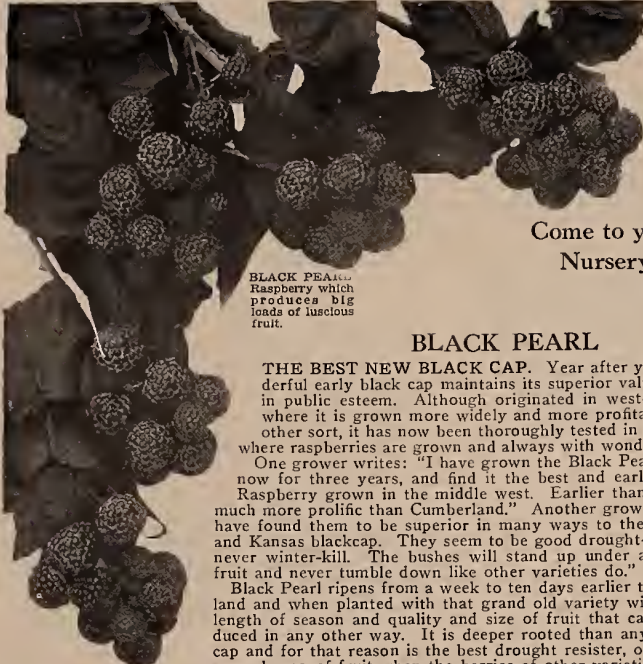 Come to y
Nursery
BLACK PEARL
Raspberry which
produces big
loads of luscious
fruit.
BLACK PEARL
THE BEST NEW BLACK CAP. Year after y
derful early black cap maintains its superior val
in public esteem. Although originated in west
where it is grown more widely and more profita
other sort, it has now been thoroughly tested in
where raspberries are grown and always with wond
One grower writes: "I have grown the Black Pea
now for three years, and find it the best and earl
Raspberry grown in the middle west. Earlier than
much more prolific than Cumberland." Another grow
have found them to be superior in many ways to the
and Kansas blackcap. They seem to be good drought-
never winter-kill. The bushes will stand up under a
fruit and never tumble down like other varieties do."
Black Pearl ripens from a week to ten days earlier t
land and when planted with that grand old variety wi
length of season and quality and size of fruit that ca
duced in any other way. It is deeper rooted than any
cap and for that reason is the best drought resister, o